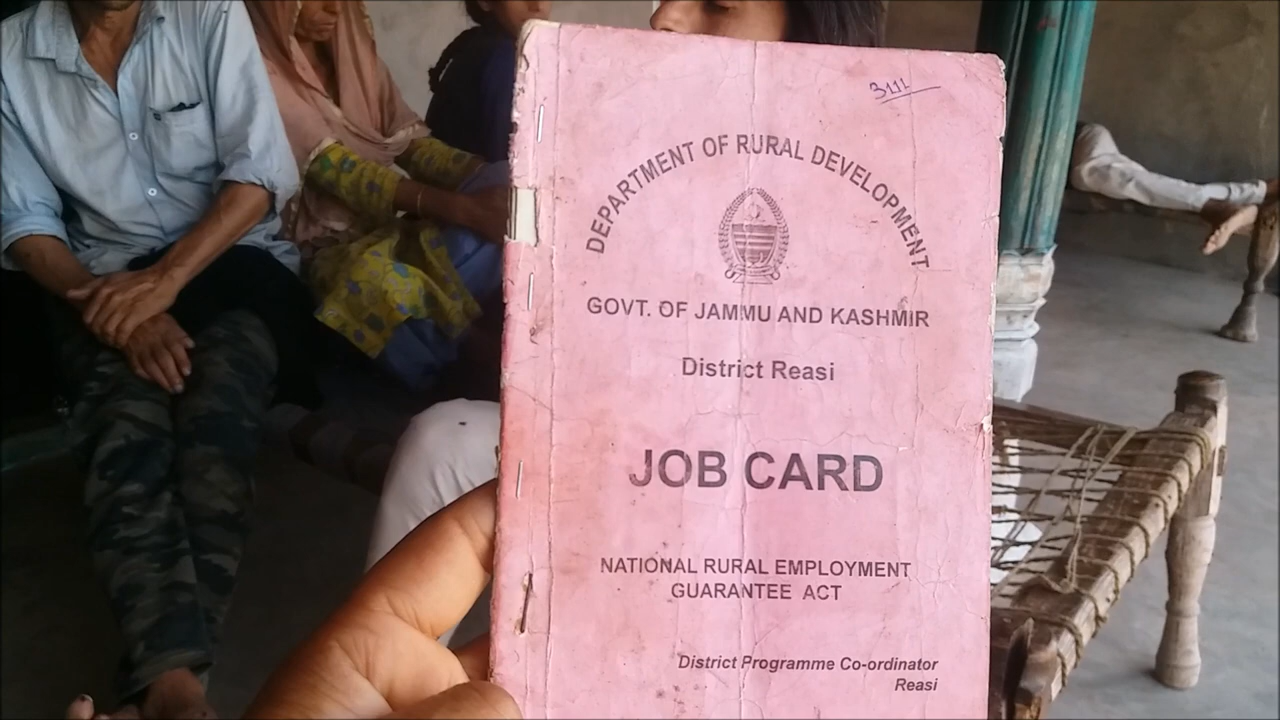 3111
DEPARTMENT OF RURAL DEVELOPMENT
GOVT. OF JAMMU AND KASHMIR
District Reasi
JOB CARD
NATIONAL RURAL EMPLOYMENT
GUARANTEE ACT
District Programme Co-ordinator
Reasi